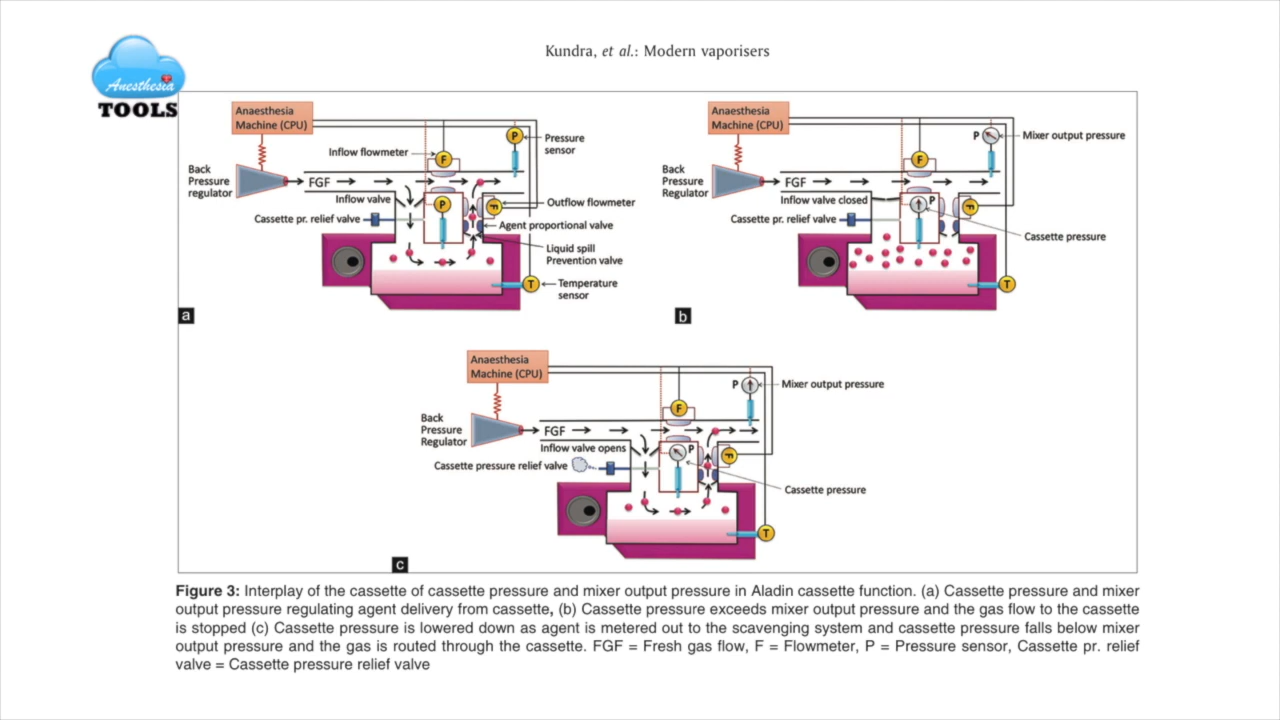 Kundra, et al.: Modern vaporisers
Anesthesia
TOOLS
Anaesthesia
Machine (CPU)
P
Pressure
sensor
Inflow flowmeter
F
Back
Pressure
regulator
FGF
Inflow valve
P
F
Outflow flowmeter
Cassette pr. relief valve
Agent proportional valve
Liquid spill
Prevention valve
T
Temperature
sensor
a
Anaesthesia
Machine (CPU)
P
Mixer output pressure
F
Back
Pressure
Regulator
FGF
Inflow valve closed
P
F
Cassette pr. relief valve
Cassette pressure
T
b
Anaesthesia
Machine (CPU)
P
Mixer output pressure
F
Back
Pressure
Regulator
FGF
Inflow valve opens
P
F
Cassette pressure relief valve
Cassette pressure
T
c
Figure 3: Interplay of the cassette of cassette pressure and mixer output pressure in Aladin cassette function. (a) Cassette pressure and mixer
output pressure regulating agent delivery from cassette, (b) Cassette pressure exceeds mixer output pressure and the gas flow to the cassette
is stopped (c) Cassette pressure is lowered down as agent is metered out to the scavenging system and cassette pressure falls below mixer
output pressure and the gas is routed through the cassette. FGF = Fresh gas flow, F = Flowmeter, P = Pressure sensor, Cassette pr. relief
valve = Cassette pressure relief valve